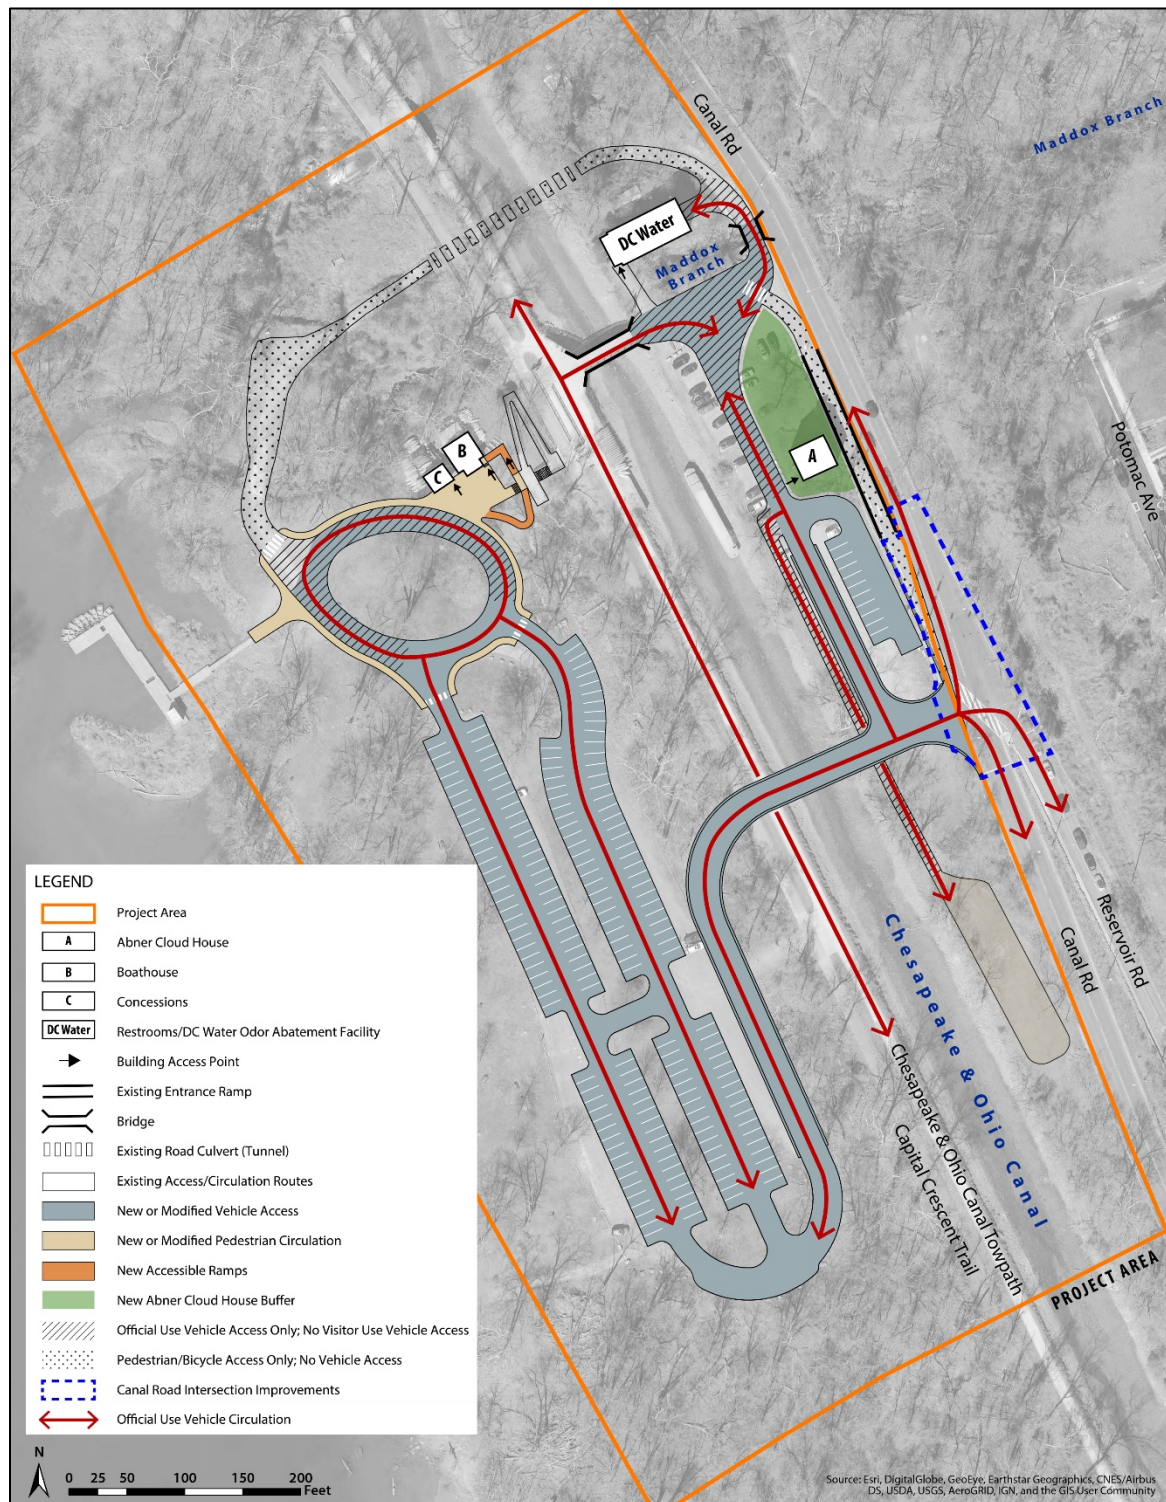 Canal Rd
Maddox Branch
DC Water
Maddox
Branch
Potomac Ave
B
C
A
Chesapeake & Ohio Canal
Reservoir Rd
Canal Rd
Chesapeake & Ohio Canal Towpath
Capital Crescent Trail
PROJECT AREA
LEGEND
Project Area
A Abner Cloud House
B Boathouse
C Concessions
DC Water Restrooms/DC Water Odor Abatement Facility
Building Access Point
Existing Entrance Ramp
Bridge
Existing Road Culvert (Tunnel)
Existing Access/Circulation Routes
New or Modified Vehicle Access
New or Modified Pedestrian Circulation
New Accessible Ramps
New Abner Cloud House Buffer
Official Use Vehicle Access Only; No Visitor Use Vehicle Access
Pedestrian/Bicycle Access Only; No Vehicle Access
Canal Road Intersection Improvements
Official Use Vehicle Circulation
N
0 25 50 100 150 200
Feet
Source: Esri, DigitalGlobe, GeoEye, Earthstar Geographics, CNES/Airbus
DS, USDA, USGS, AeroGRID, IGN, and the GIS User Community